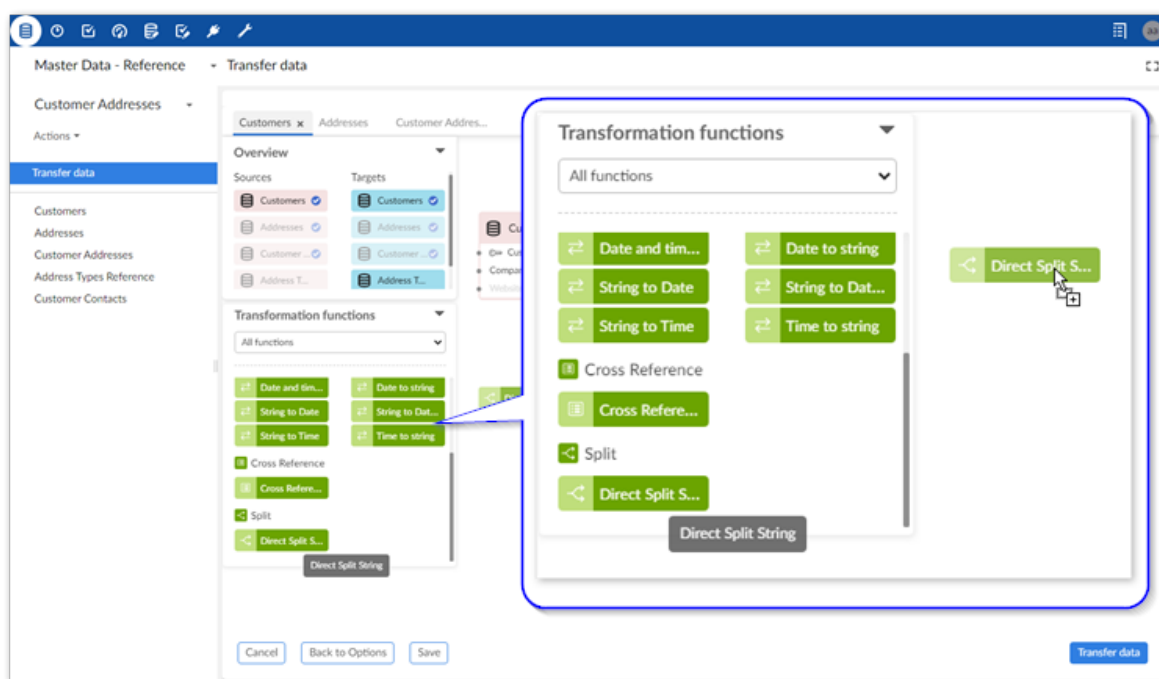 aa
Master Data - Reference
Transfer data
Customer Addresses
Actions
Transfer data
Customers
Addresses
Customer Addresses
Address Types Reference
Customer Contacts
Customers x
Addresses
Customer Addres...
Overview
Sources
Targets
Customers
Customers
Addresses
Addresses
Customer ...
Customer ...
Address T...
Address T...
Transformation functions
All functions
Date and tim...
Date to string
String to Date
String to Dat...
String to Time
Time to string
Cross Reference
Cross Refere...
Split
Direct Split S...
Direct Split String
Cu
Cus
Compa
Website
Transformation functions
All functions
Date and tim...
Date to string
String to Date
String to Dat...
String to Time
Time to string
Cross Reference
Cross Refere...
Split
Direct Split S...
Direct Split String
Direct Split S...
Cancel
Back to Options
Save
Transfer data